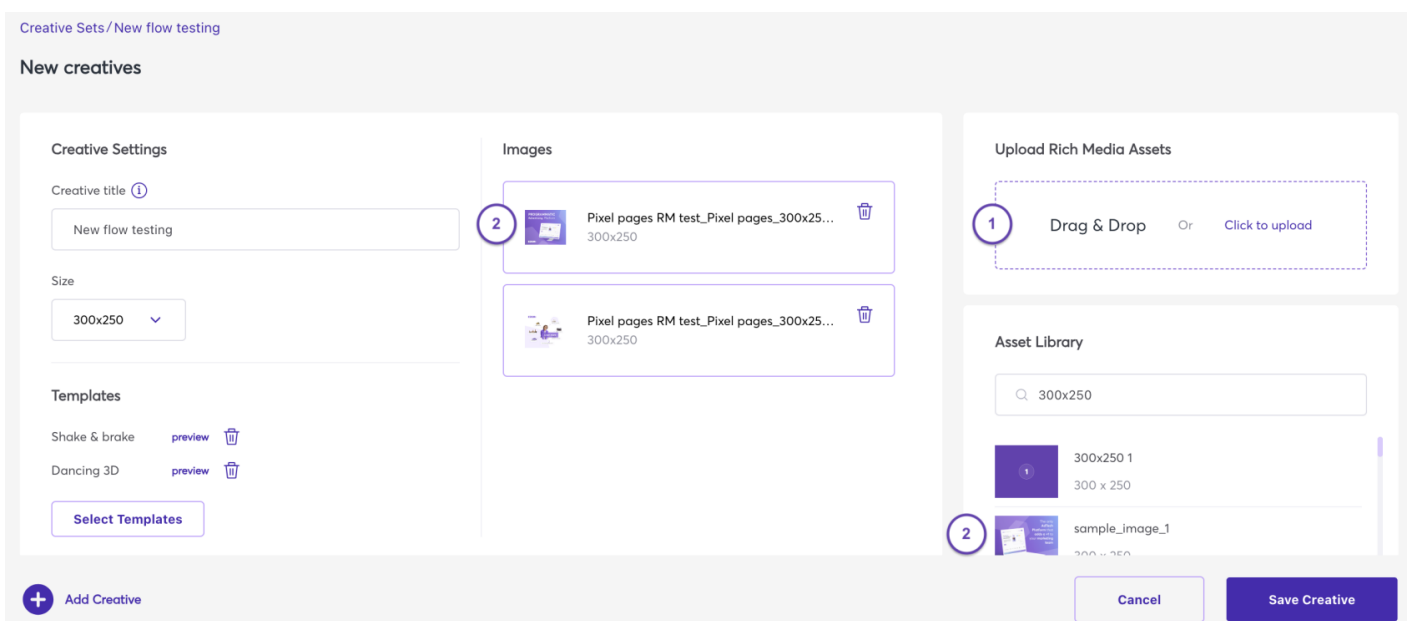 Creative Sets/New flow testing
New creatives
Creative Settings
Creative title
New flow testing
Size
300x250
Templates
Shake & brake preview
Dancing 3D preview
Select Templates
Images
2
Pixel pages RM test_Pixel pages_300x25...
300x250
Pixel pages RM test_Pixel pages_300x25...
300x250
Upload Rich Media Assets
1
Drag & Drop Or Click to upload
Asset Library
300x250
1
300x250 1
300 x 250
2
sample_image_1
300 x 250
Add Creative
Cancel
Save Creative